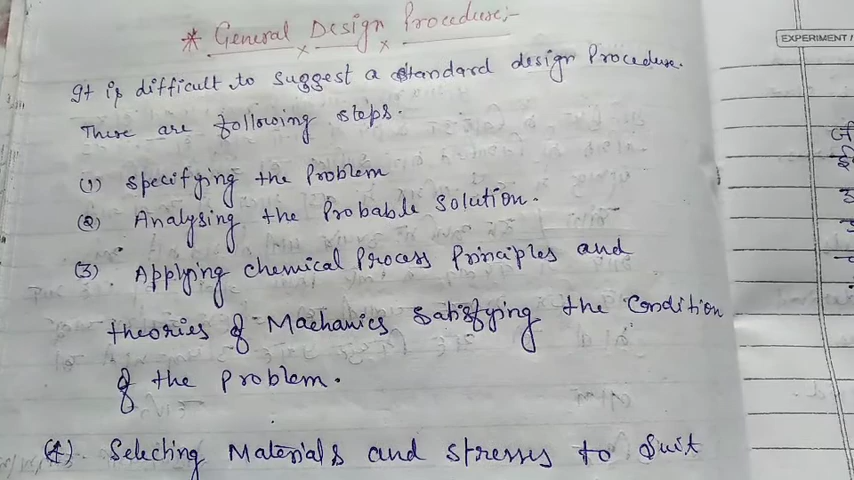 * General Design Procedure:-
It is difficult to suggest a standard design Procedure.
There are following steps.
(1) Specifying the Problem
(2) Analysing the Probable Solution.
(3) Applying chemical Process Principles and
theories of Machanics Satisfying the Condition
of the Problem.
(4) Selecting Materials and stresses to Suit
EXPERIMENT /